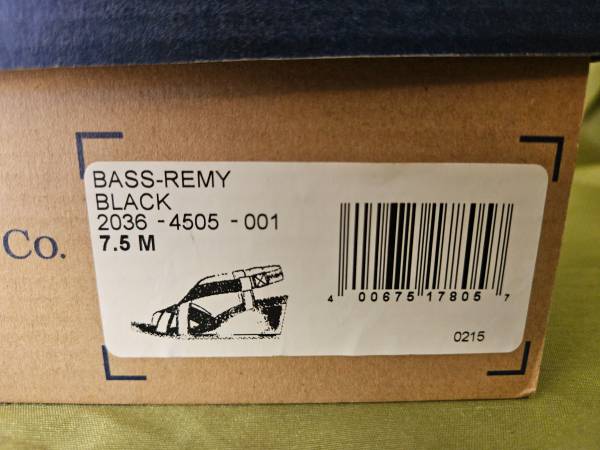 BASS-REMY
BLACK
2036 - 4505 - 001
7.5 M
Co.
4 00675 17805 7
0215